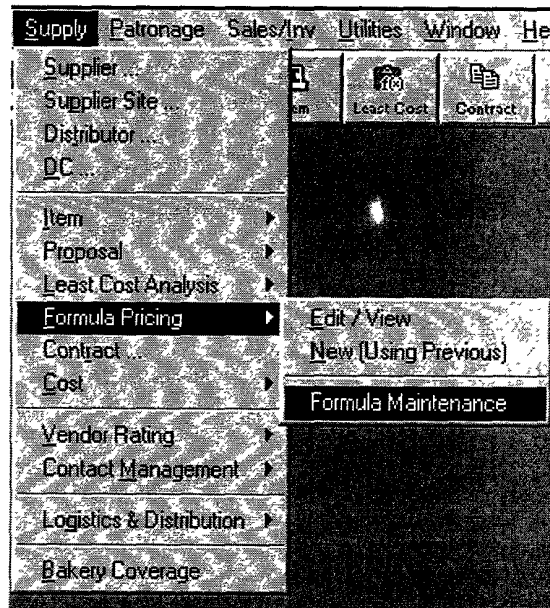 Supply Patronage Sales/Inv Utilities Window He
Supplier ...
Supplier Site ...
Distributor ...
DC ...
em Least Cost Contract
Item
Proposal
Least Cost Analysis
Formula Pricing
Contract ...
Cost
Edit / View
New (Using Previous)
Formula Maintenance
Vendor Rating
Contact Management
Logistics & Distribution
Bakery Coverage